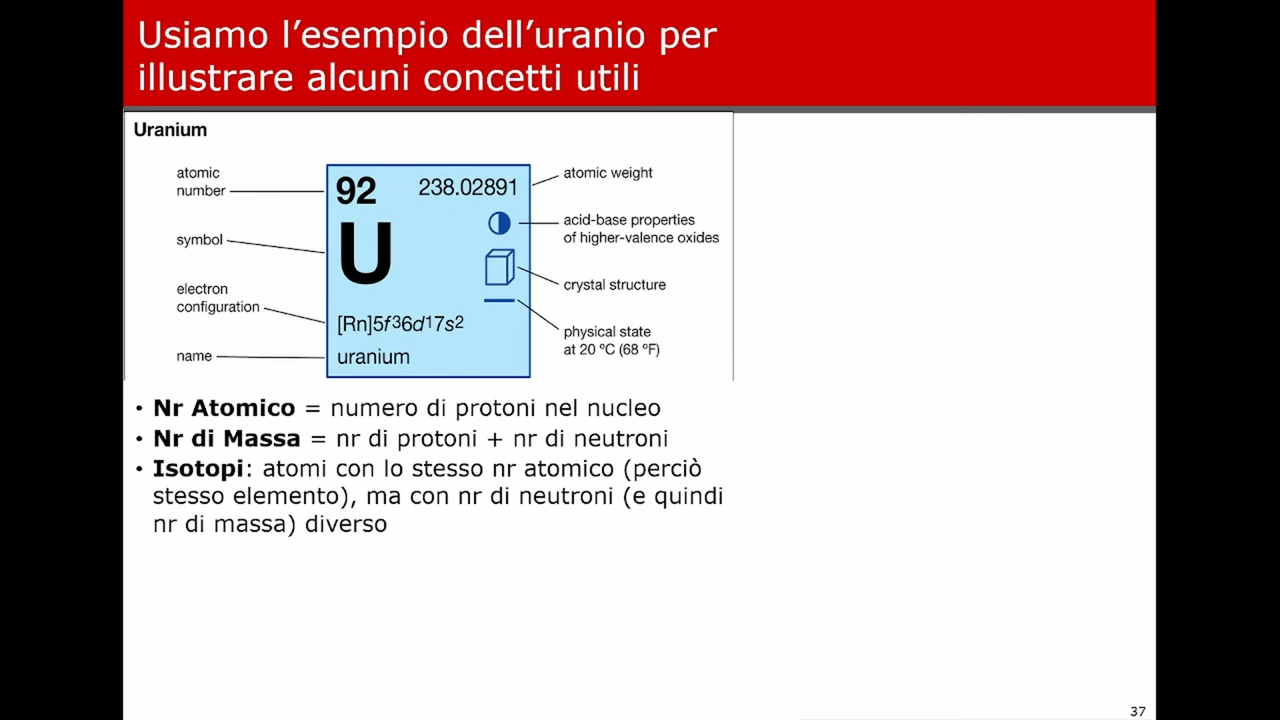 Usiamo l’esempio dell’uranio per
illustrare alcuni concetti utili
Uranium
atomic
number
symbol
electron
configuration
name
92
238.02891
U
[Rn]5f³6d¹7s²
uranium
atomic weight
acid-base properties
of higher-valence oxides
crystal structure
physical state
at 20 ºC (68 ºF)
• Nr Atomico = numero di protoni nel nucleo
• Nr di Massa = nr di protoni + nr di neutroni
• Isotopi: atomi con lo stesso nr atomico (perciò
stesso elemento), ma con nr di neutroni (e quindi
nr di massa) diverso
37